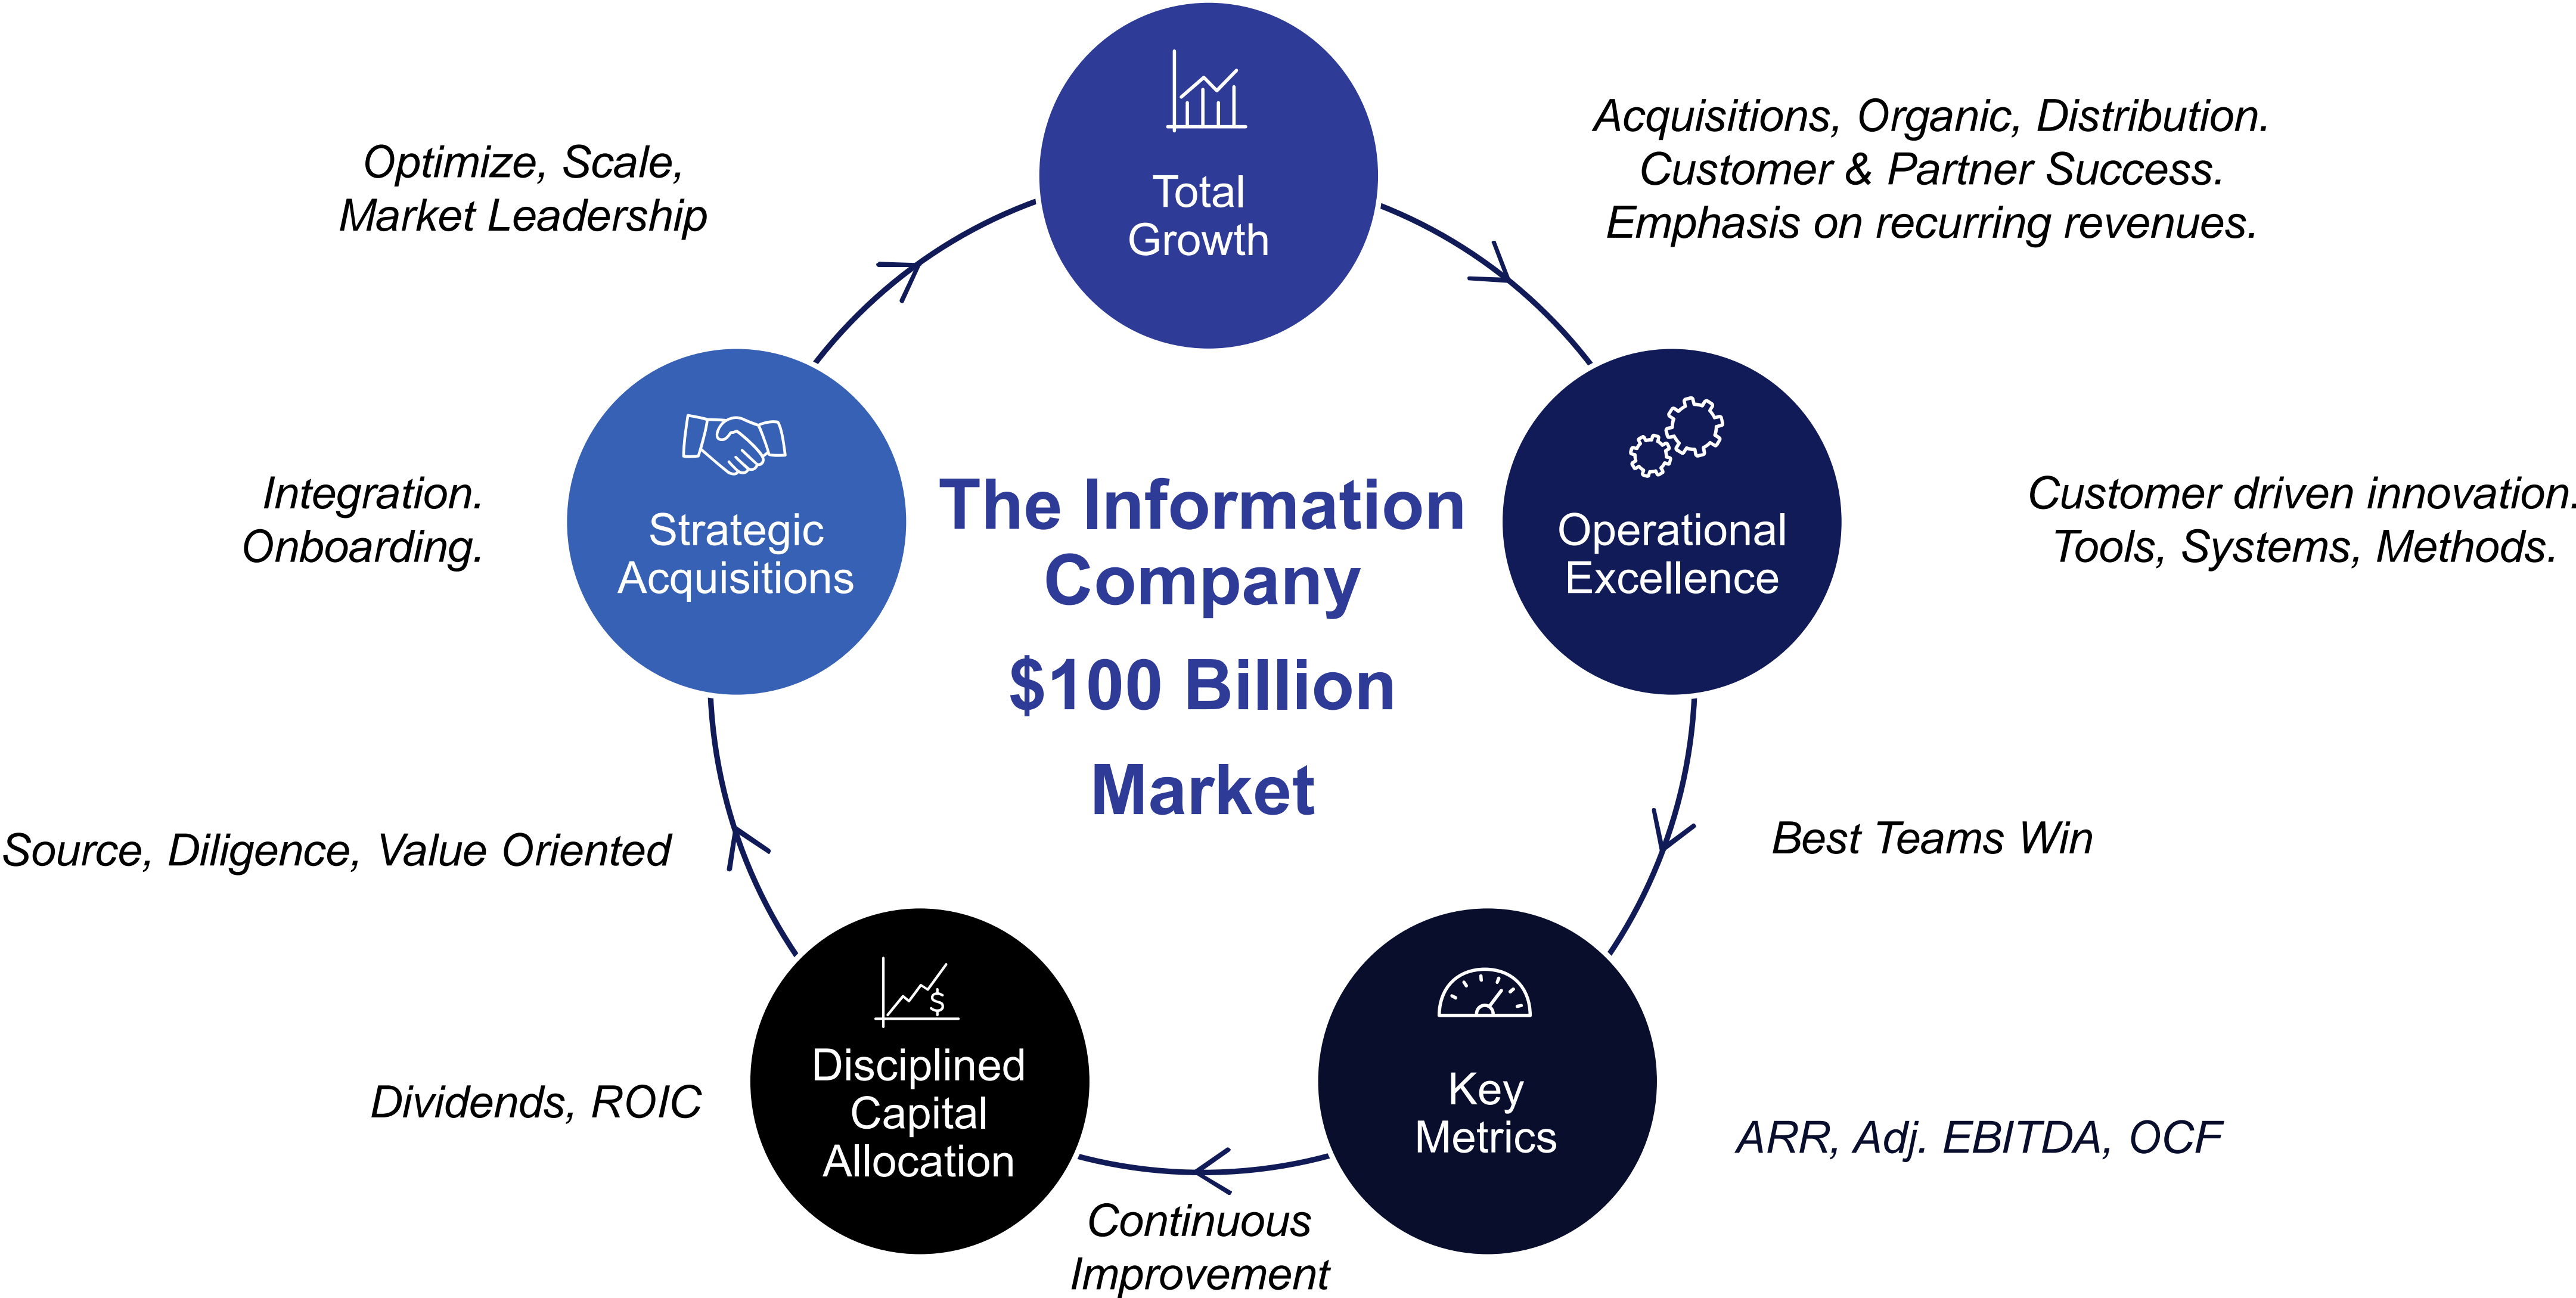 Total
Growth
Acquisitions, Organic, Distribution.
Customer & Partner Success.
Emphasis on recurring revenues.
Operational
Excellence
Customer driven innovation.
Tools, Systems, Methods.
Best Teams Win
Key
Metrics
ARR, Adj. EBITDA, OCF
Continuous
Improvement
Disciplined
Capital
Allocation
$
Dividends, ROIC
Source, Diligence, Value Oriented
Strategic
Acquisitions
Integration.
Onboarding.
Optimize, Scale,
Market Leadership
The Information
Company
$100 Billion
Market